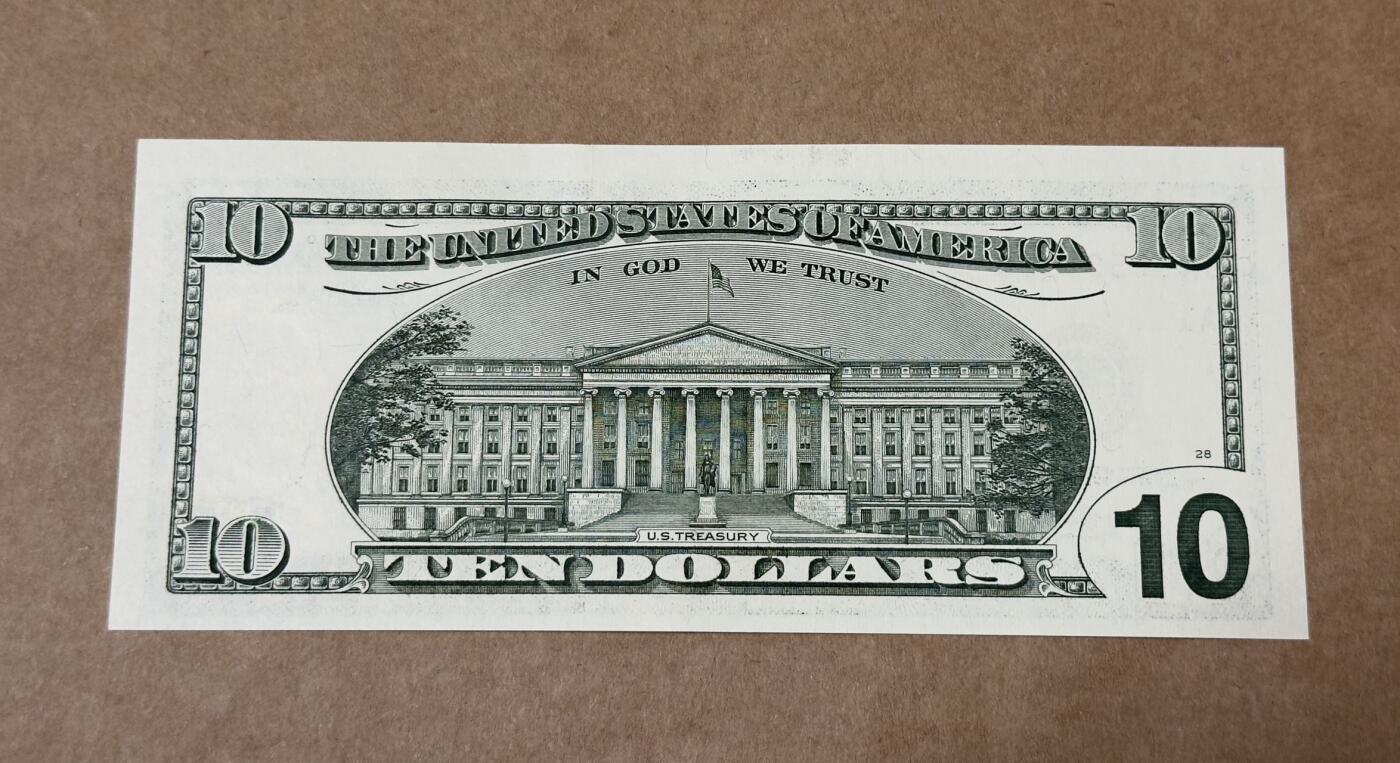 10 THE UNITED STATES OF AMERICA 10
IN GOD WE TRUST
28
U.S. TREASURY
10 TEN DOLLARS 10